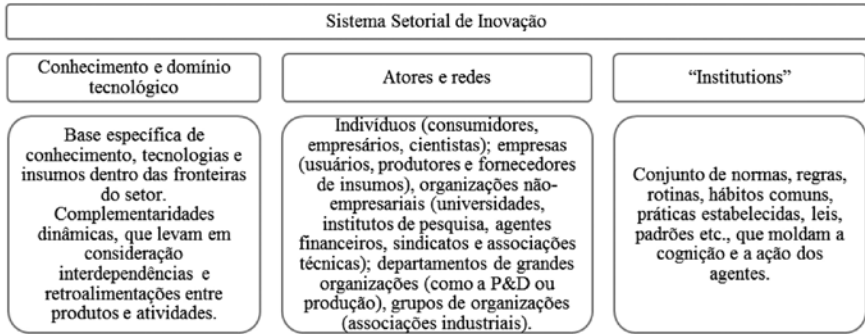 Sistema Setorial de Inovação
Conhecimento e domínio
tecnológico
Atores e redes
“Institutions”
Base específica de
conhecimento, tecnologias e
insumos dentro das fronteiras
do setor.
Complementaridades
dinâmicas, que levam em
consideração
interdependências e
retroalimentações entre
produtos e atividades.
Indivíduos (consumidores,
empresários, cientistas); empresas
(usuários, produtores e fornecedores
de insumos), organizações não-
empresariais (universidades,
institutos de pesquisa, agentes
financeiros, sindicatos e associações
técnicas); departamentos de grandes
organizações (como a P&D ou
produção), grupos de organizações
(associações industriais).
Conjunto de normas, regras,
rotinas, hábitos comuns,
práticas estabelecidas, leis,
padrões etc., que moldam a
cognição e a ação dos
agentes.